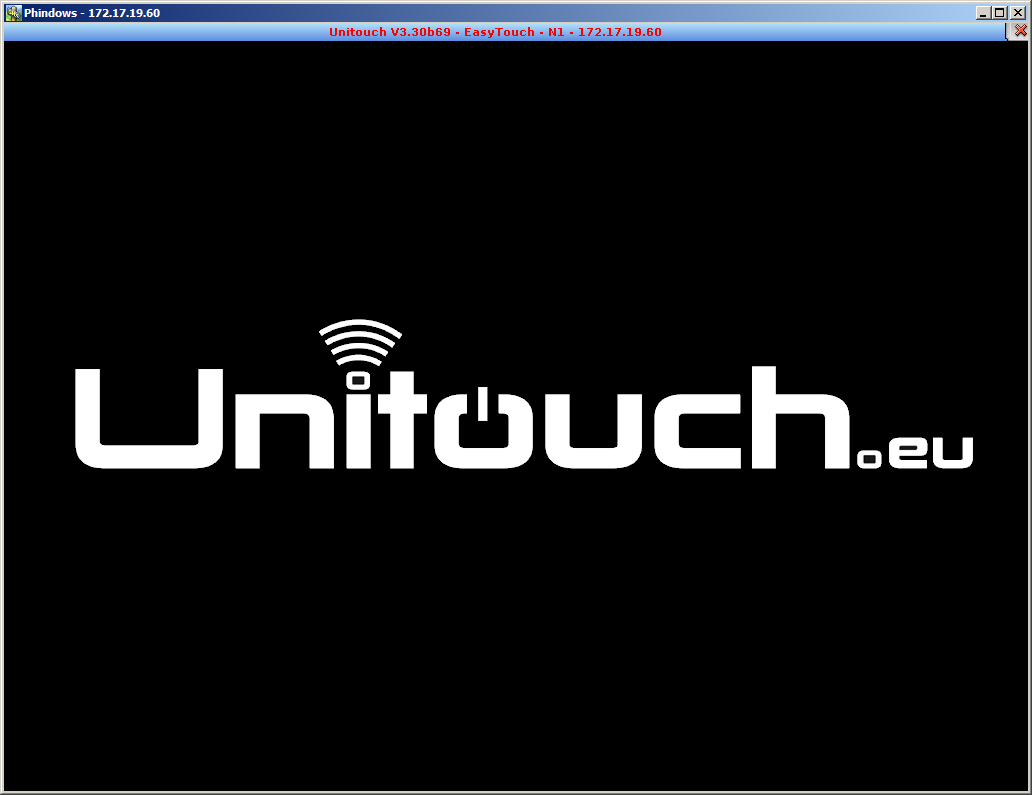 Phindows - 172.17.19.60
Unitouch V3.30b69 - EasyTouch - N1 - 172.17.19.60
Unitouch.eu